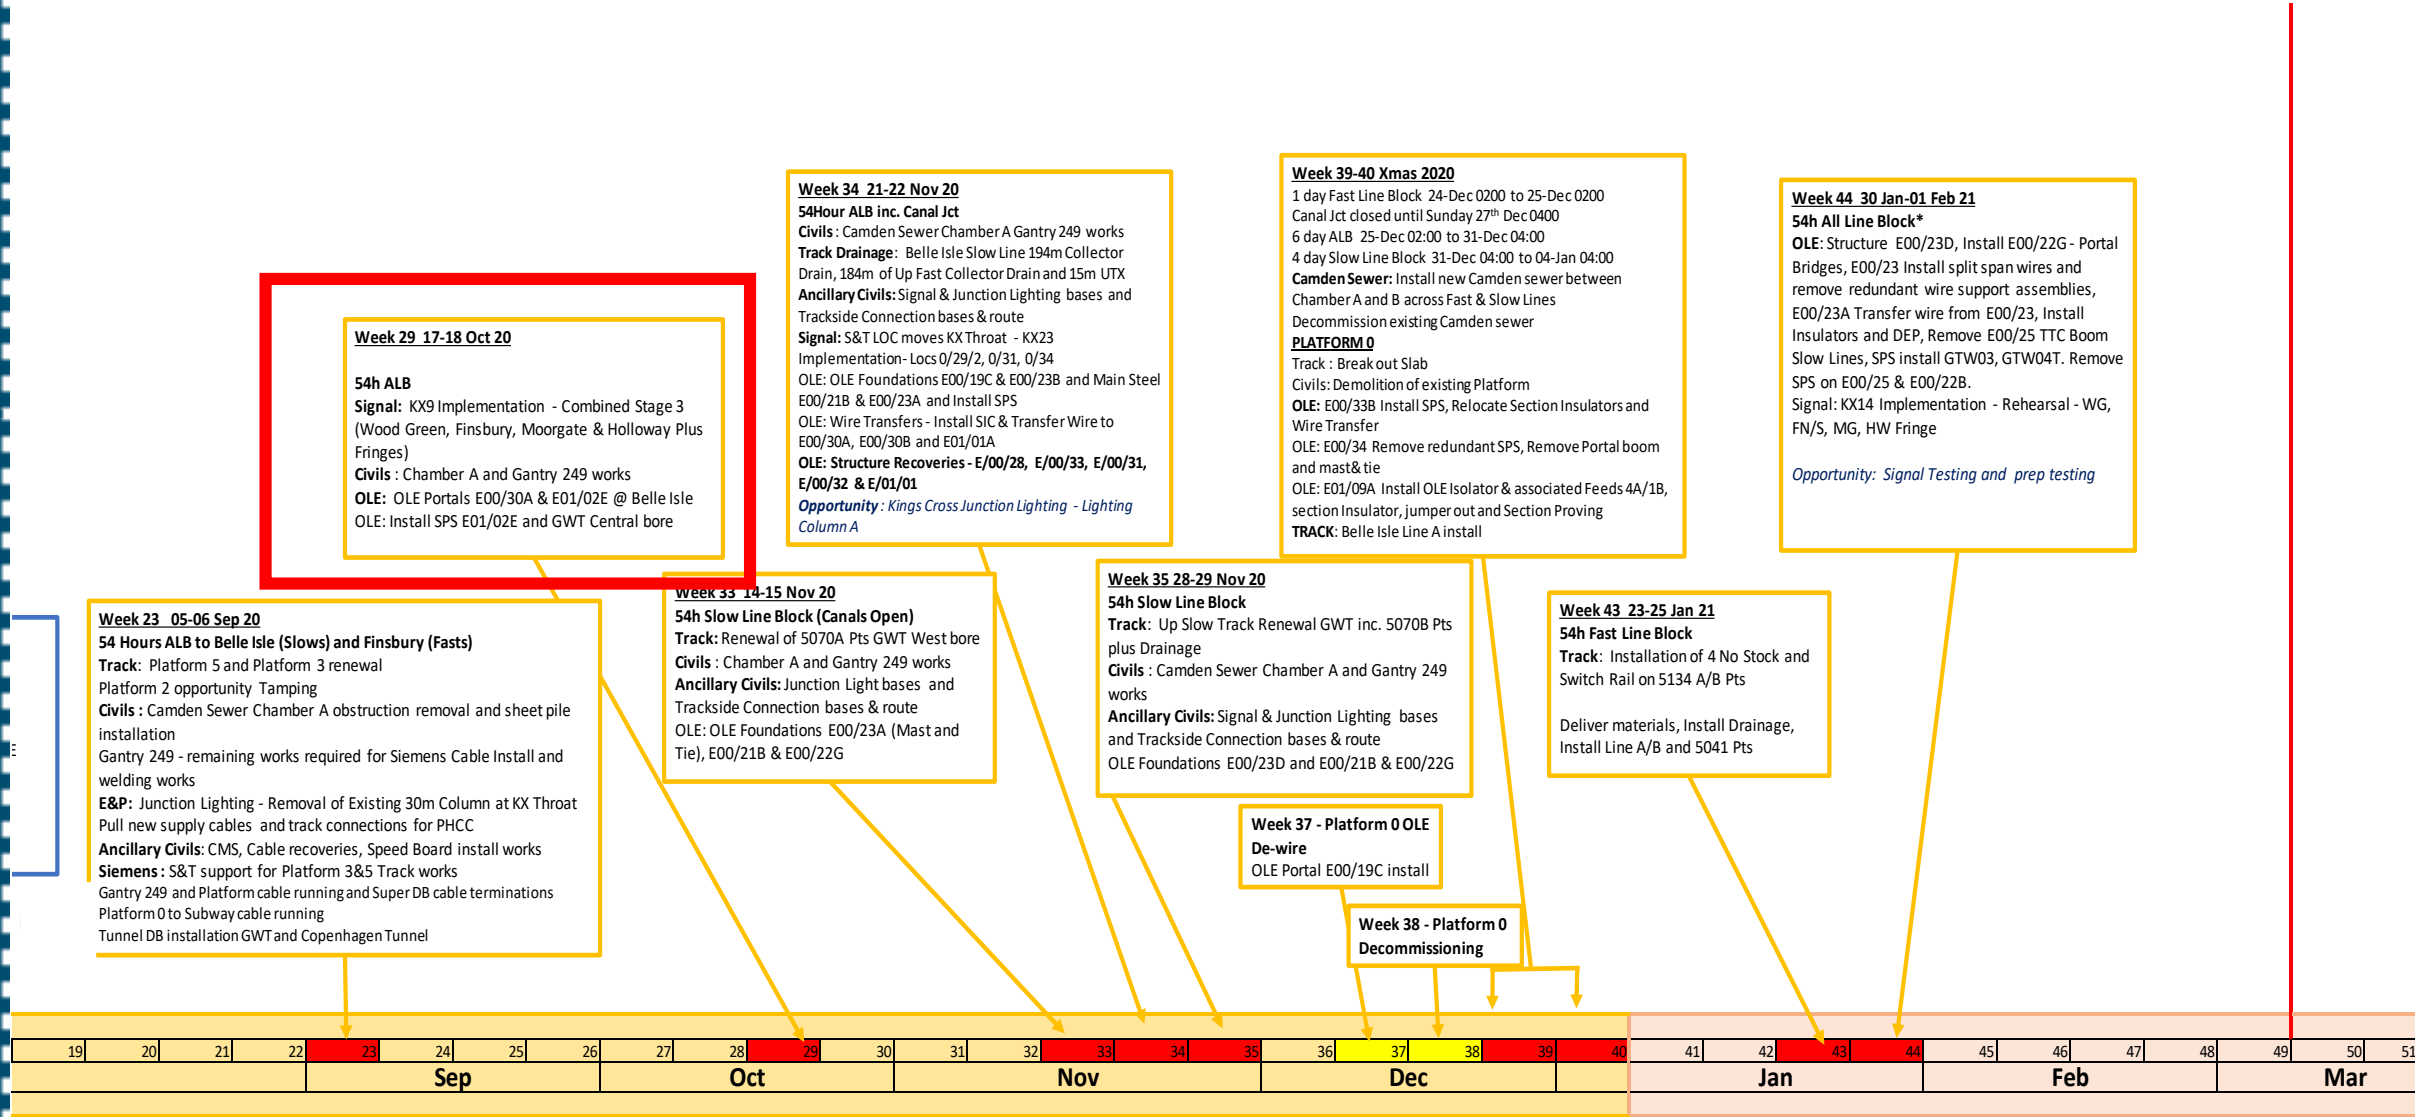 Week 39-40 Xmas 2020
1 day Fast Line Block 24-Dec 0200 to 25-Dec 0200
Canal Jct closed until Sunday 27th Dec 0400
6 day ALB 25-Dec 02:00 to 31-Dec 04:00
4 day Slow Line Block 31-Dec 04:00 to 04-Jan 04:00
Camden Sewer: Install new Camden sewer between
Chamber A and B across Fast & Slow Lines
Decommission existing Camden sewer
PLATFORM 0
Track : Break out Slab
Civils: Demolition of existing Platform
OLE: E00/33B Install SPS, Relocate Section Insulators and
Wire Transfer
OLE: E00/34 Remove redundant SPS, Remove Portal boom
and mast& tie
OLE: E01/09A Install OLE Isolator & associated Feeds 4A/1B,
section Insulator, jumper out and Section Proving
TRACK: Belle Isle Line A install
Week 34 21-22 Nov 20
54Hour ALB inc. Canal Jct
Civils : Camden Sewer Chamber A Gantry 249 works
Track Drainage: Belle Isle Slow Line 194m Collector
Drain, 184m of Up Fast Collector Drain and 15m UTX
Ancillary Civils: Signal & Junction Lighting bases and
Trackside Connection bases & route
Signal: S&T LOC moves KX Throat - KX23
Implementation- Locs 0/29/2, 0/31, 0/34
OLE: OLE Foundations E00/19C & E00/23B and Main Steel
E00/21B & E00/23A and Install SPS
OLE: Wire Transfers - Install SIC & Transfer Wire to
E00/30A, E00/30B and E01/01A
OLE: Structure Recoveries - E/00/28, E/00/33, E/00/31,
E/00/32 & E/01/01
Opportunity : Kings Cross Junction Lighting - Lighting
Column A
Week 44 30 Jan-01 Feb 21
54h All Line Block*
OLE: Structure E00/23D, Install E00/22G - Portal
Bridges, E00/23 Install split span wires and
remove redundant wire support assemblies,
E00/23A Transfer wire from E00/23, Install
Insulators and DEP, Remove E00/25 TTC Boom
Slow Lines, SPS install GTW03, GTW04T. Remove
SPS on E00/25 & E00/22B.
Signal: KX14 Implementation - Rehearsal - WG,
FN/S, MG, HW Fringe
Opportunity: Signal Testing and prep testing
Week 29 17-18 Oct 20
54h ALB
Signal: KX9 Implementation - Combined Stage 3
(Wood Green, Finsbury, Moorgate & Holloway Plus
Fringes)
Civils : Chamber A and Gantry 249 works
OLE: OLE Portals E00/30A & E01/02E @ Belle Isle
OLE: Install SPS E01/02E and GWT Central bore
Week 33 14-15 Nov 20
54h Slow Line Block (Canals Open)
Track: Renewal of 5070A Pts GWT West bore
Civils : Chamber A and Gantry 249 works
Ancillary Civils: Junction Light bases and
Trackside Connection bases & route
OLE: OLE Foundations E00/23A (Mast and
Tie), E00/21B & E00/22G
Week 35 28-29 Nov 20
54h Slow Line Block
Track: Up Slow Track Renewal GWT inc. 5070B Pts
plus Drainage
Civils : Camden Sewer Chamber A and Gantry 249
works
Ancillary Civils: Signal & Junction Lighting bases
and Trackside Connection bases & route
OLE Foundations E00/23D and E00/21B & E00/22G
Week 43 23-25 Jan 21
54h Fast Line Block
Track: Installation of 4 No Stock and
Switch Rail on 5134 A/B Pts
Deliver materials, Install Drainage,
Install Line A/B and 5041 Pts
Week 23 05-06 Sep 20
54 Hours ALB to Belle Isle (Slows) and Finsbury (Fasts)
Track: Platform 5 and Platform 3 renewal
Platform 2 opportunity Tamping
Civils : Camden Sewer Chamber A obstruction removal and sheet pile
installation
Gantry 249 - remaining works required for Siemens Cable Install and
welding works
E&P: Junction Lighting - Removal of Existing 30m Column at KX Throat
Pull new supply cables and track connections for PHCC
Ancillary Civils: CMS, Cable recoveries, Speed Board install works
Siemens : S&T support for Platform 3&5 Track works
Gantry 249 and Platform cable running and Super DB cable terminations
Platform 0 to Subway cable running
Tunnel DB installation GWT and Copenhagen Tunnel
E
Week 37 - Platform 0 OLE
De-wire
OLE Portal E00/19C install
Week 38 - Platform 0
Decommissioning
19 20 21 22 23 24 25 26 27 28 29 30 31 32 33 34 35 36 37 38 39 40 41 42 43 44 45 46 47 48 49 50 51
Sep Oct Nov Dec Jan Feb Mar